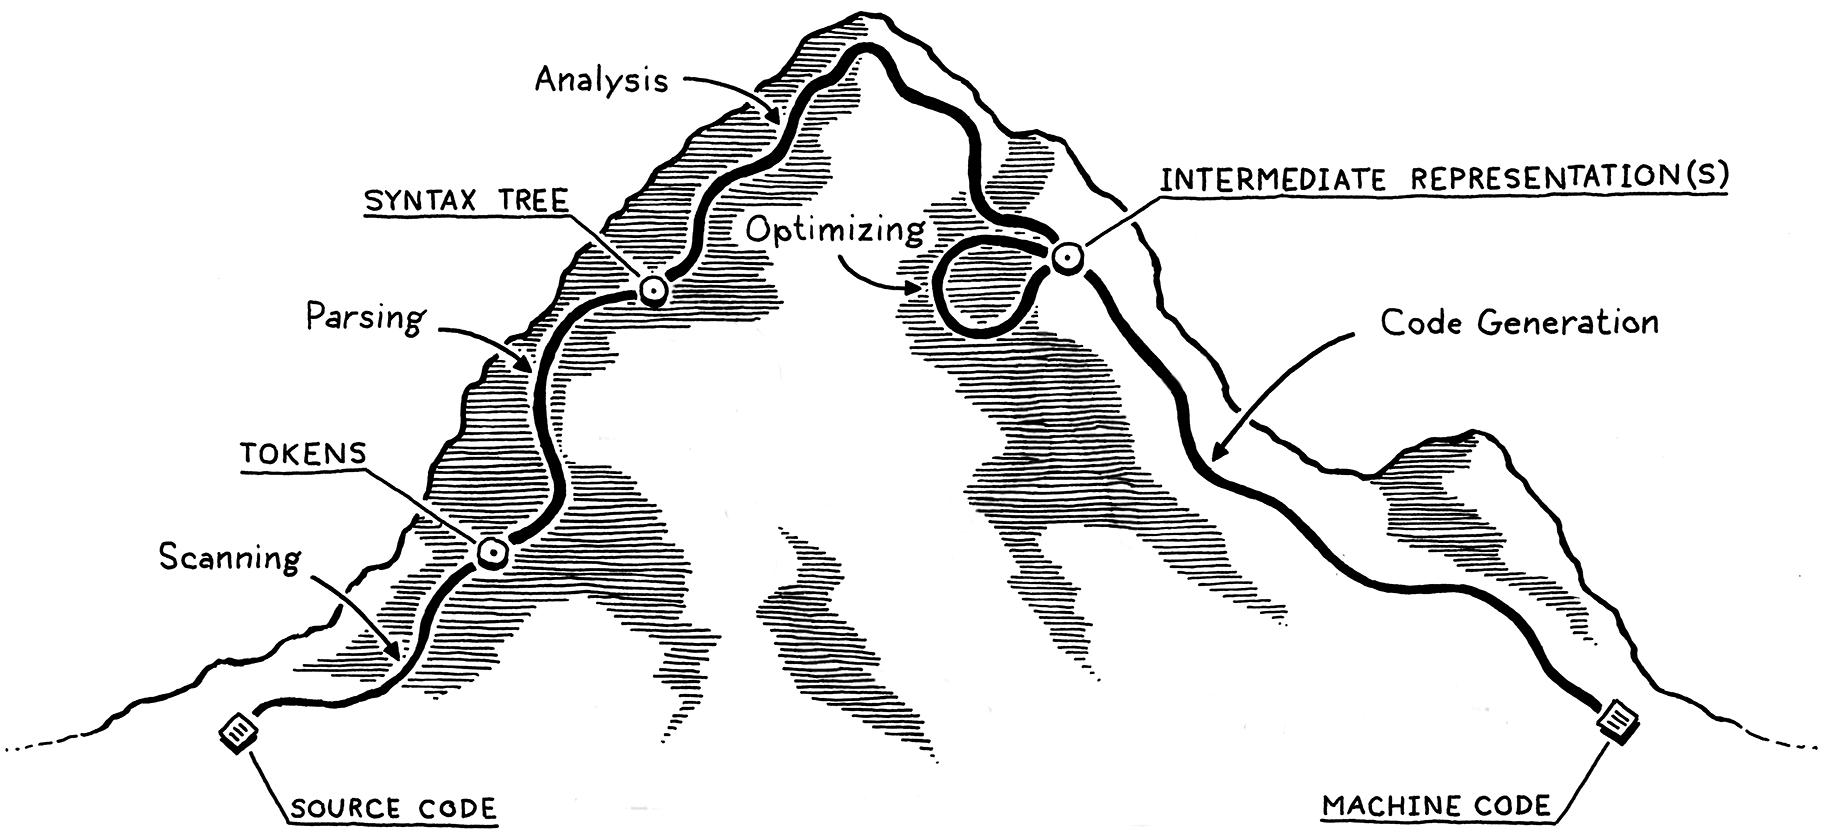 Analysis
SYNTAX TREE
INTERMEDIATE REPRESENTATION(S)
Optimizing
Parsing
Code Generation
TOKENS
Scanning
SOURCE CODE
MACHINE CODE